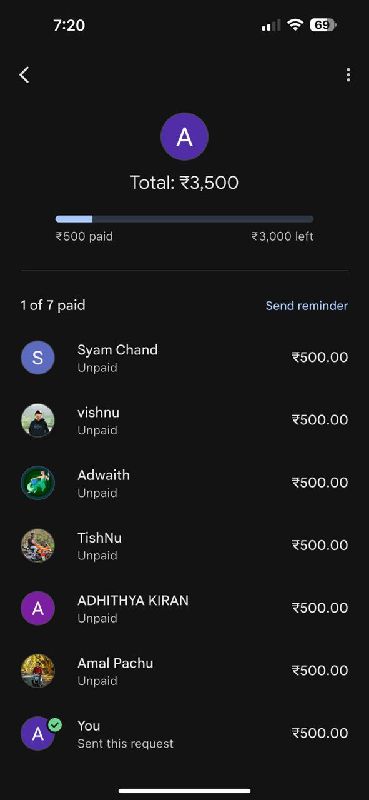 7:20
69
A
Total: ₹3,500
₹500 paid
₹3,000 left
1 of 7 paid
Send reminder
S
Syam Chand
Unpaid
₹500.00
vishnu
Unpaid
₹500.00
Adwaith
Unpaid
₹500.00
TishNu
Unpaid
₹500.00
A
ADHITHYA KIRAN
Unpaid
₹500.00
Amal Pachu
Unpaid
₹500.00
A
You
Sent this request
₹500.00